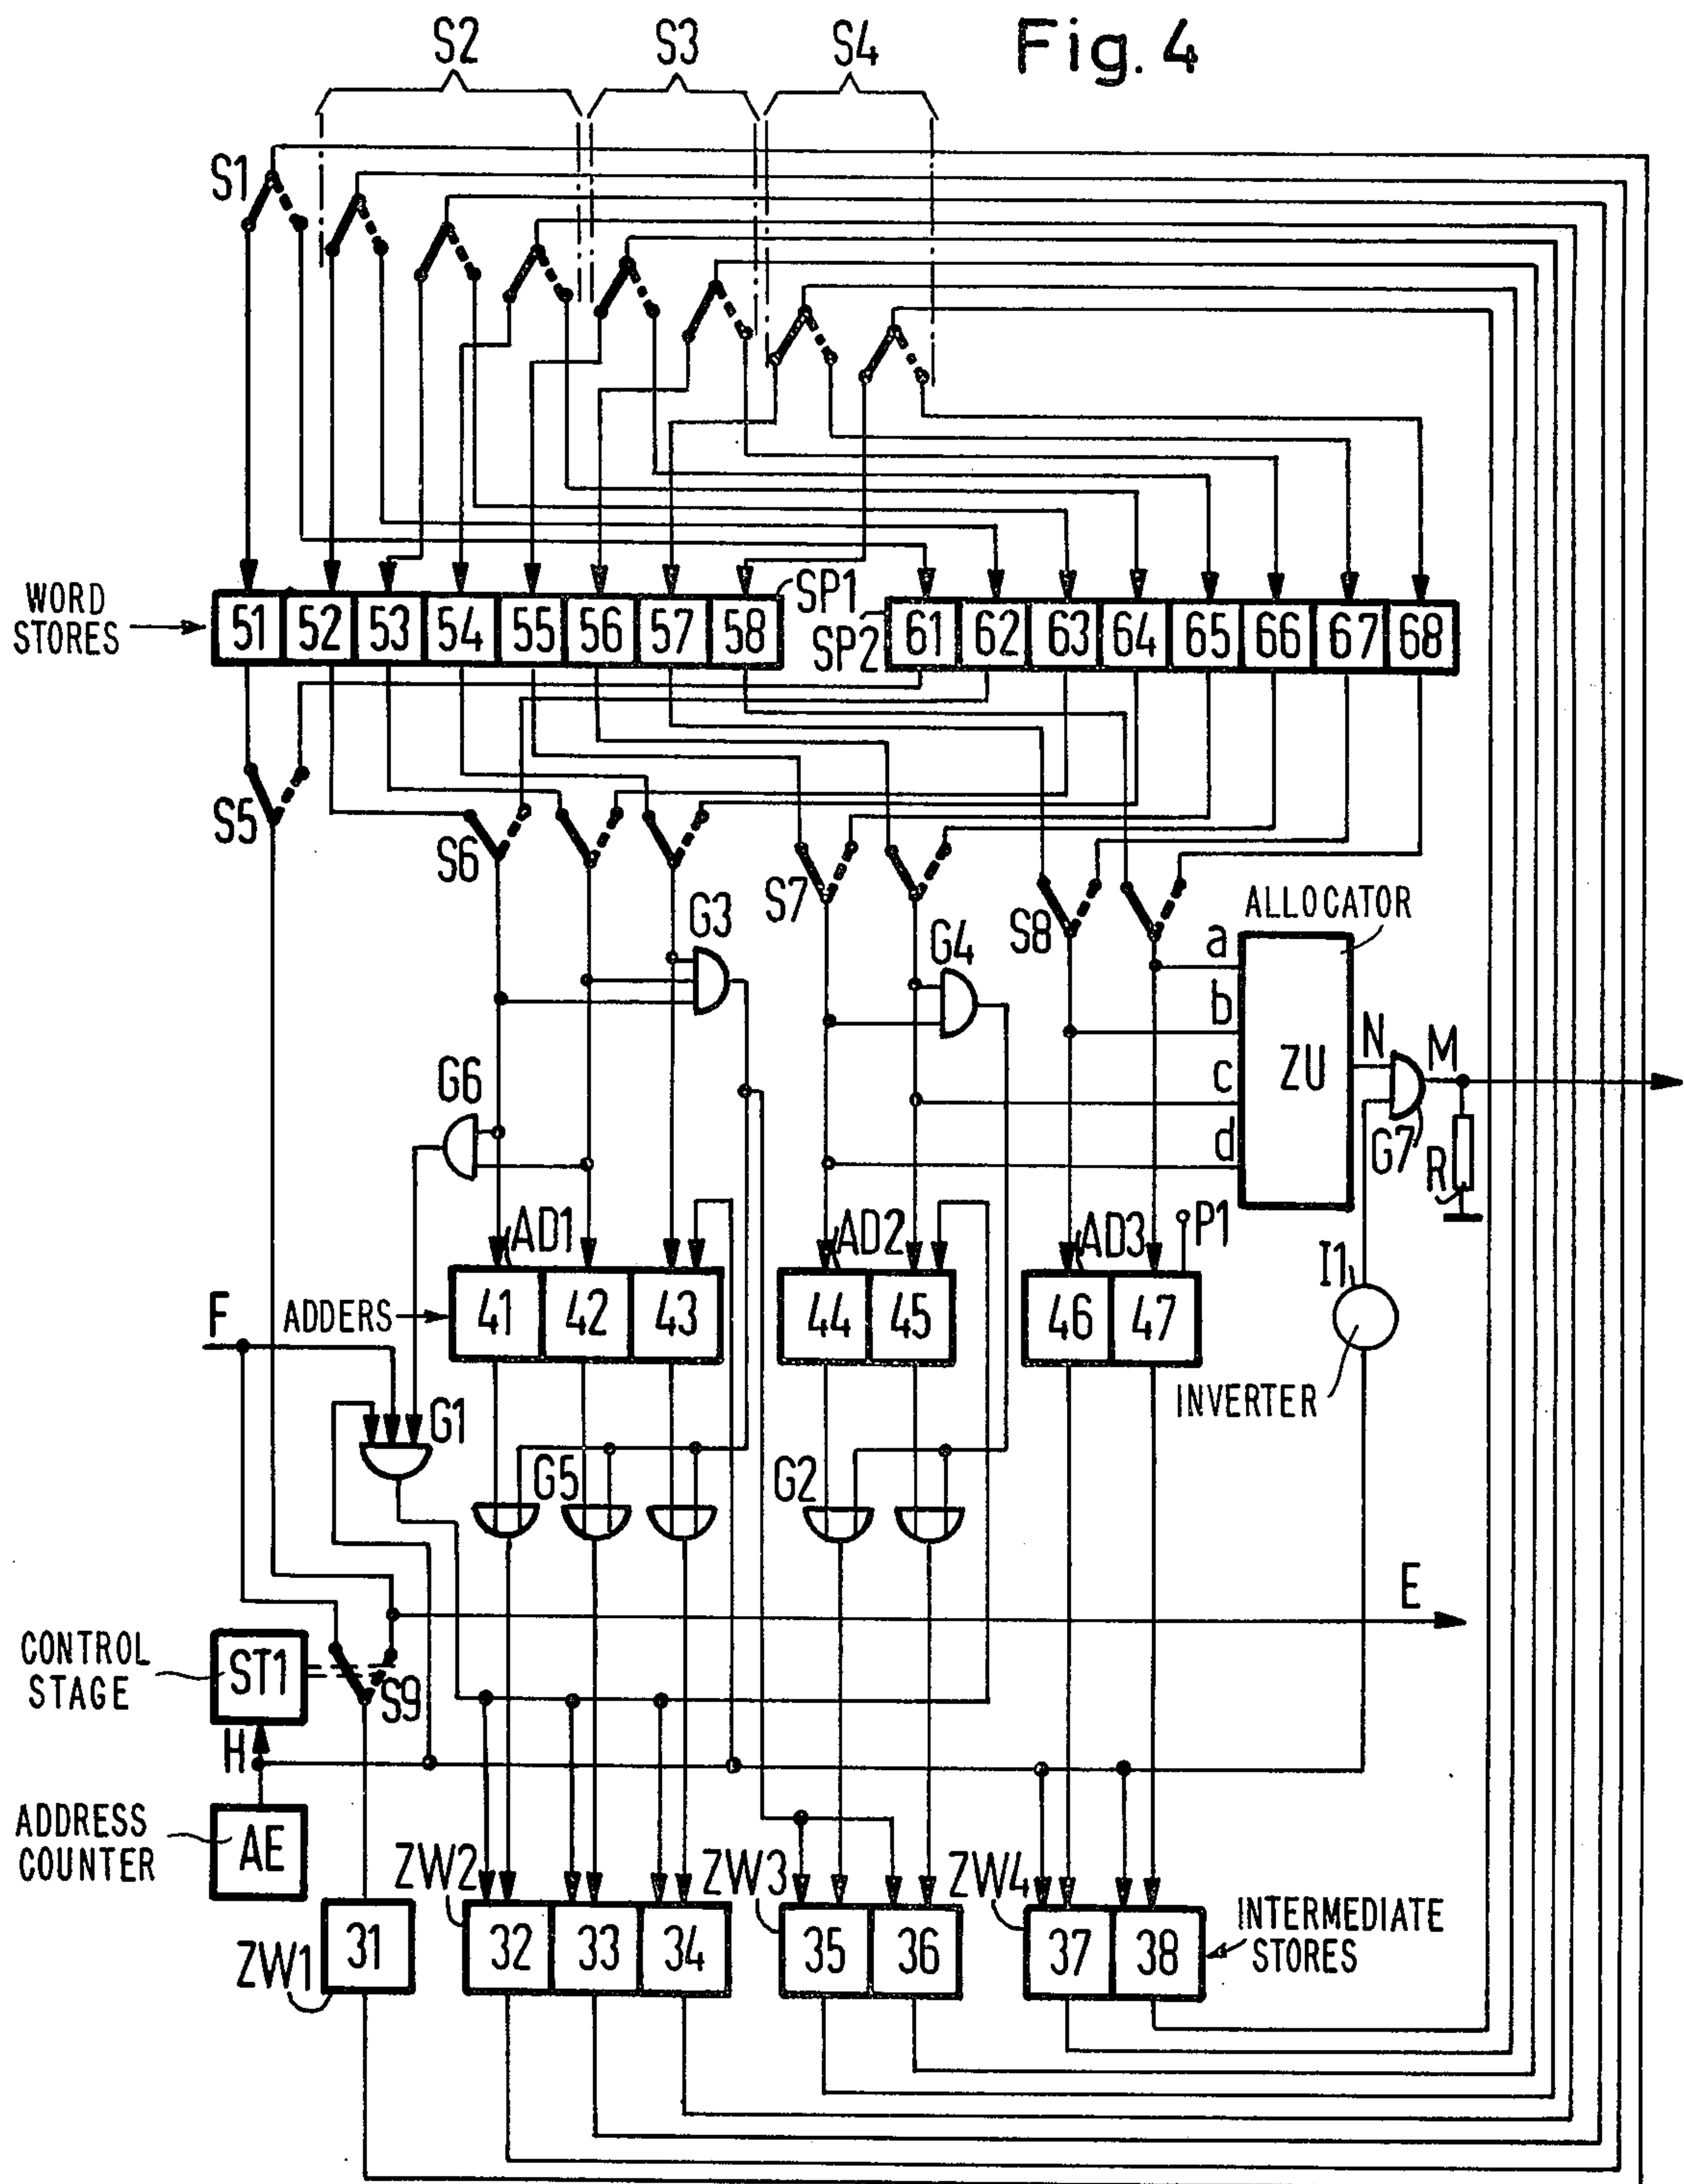 Fig. 4
S2 S3 S4
S1
WORD
STORES
51 52 53 54 55 56 57 58
SP1
SP2
61 62 63 64 65 66 67 68
S5
S6
S7
S8
G3
G4
ALLOCATOR
a
b
c
d
ZU
N
M
G7
R
G6
AD1
AD2
AD3
P1
I1
F
ADDERS
41 42 43
44 45
46 47
INVERTER
G1
G5
G2
E
CONTROL
STAGE
ST1
S9
H
ADDRESS
COUNTER
AE
ZW1
31
ZW2
32 33 34
ZW3
35 36
ZW4
37 38
INTERMEDIATE
STORES